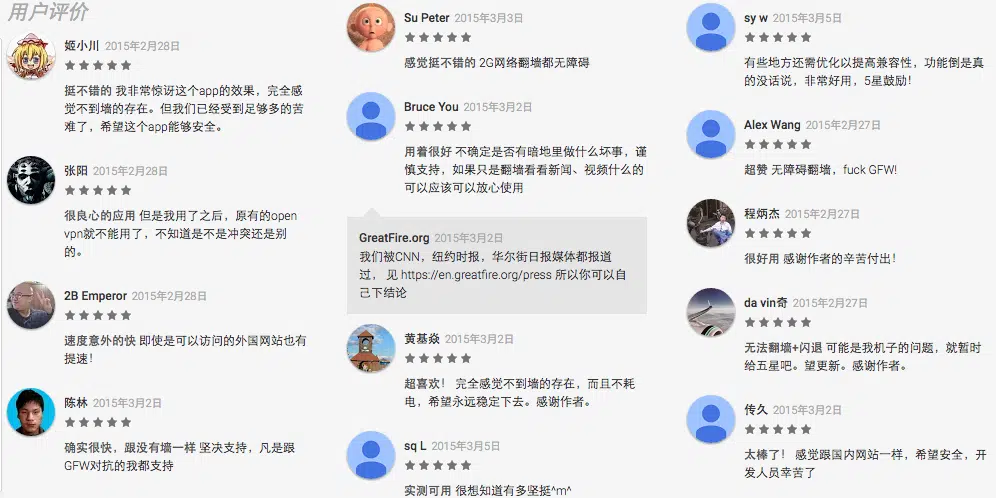 用户评价
姬小川 2015年2月28日
★★★★★
挺不错的 我非常惊讶这个app的效果，完全感
觉不到墙的存在。但我们已经受到足够多的苦
难了，希望这个app能够安全。
张阳 2015年2月28日
★★★★★
很良心的应用 但是我用了之后，原有的open
vpn就不能用了，不知道是不是冲突还是别
的。
2B Emperor 2015年2月28日
★★★★★
速度意外的快 即使是可以访问的外国网站也有
提速！
陈林 2015年3月2日
★★★★★
确实很快，跟没有墙一样 坚决支持，凡是跟
GFW对抗的我都支持
Su Peter 2015年3月3日
★★★★★
感觉挺不错的 2G网络翻墙都无障碍
Bruce You 2015年3月2日
★★★★★
用着很好 不确定是否有暗地里做什么坏事，谨
慎支持，如果只是翻墙看看新闻、视频什么的
可以应该可以放心使用
GreatFire.org 2015年3月2日
我们被CNN，纽约时报，华尔街日报媒体都报道
过， 见 https://en.greatfire.org/press 所以你可以自
己下结论
黄基焱 2015年3月2日
★★★★★
超喜欢！ 完全感觉不到墙的存在，而且不耗
电，希望永远稳定下去。感谢作者。
sq L 2015年3月5日
★★★★★
实测可用 很想知道有多坚挺^m^
sy w 2015年3月5日
★★★★★
有些地方还需优化以提高兼容性，功能倒是真
的没话说，非常好用，5星鼓励！
Alex Wang 2015年2月27日
★★★★★
超赞 无障碍翻墙，fuck GFW!
程炳杰 2015年2月27日
★★★★★
很好用 感谢作者的辛苦付出！
da vin奇 2015年2月27日
★★★★★
无法翻墙+闪退 可能是我机子的问题，就暂时
给五星吧。望更新。感谢作者。
传久 2015年3月2日
★★★★★
太棒了！ 感觉跟国内网站一样，希望安全，开
发人员辛苦了